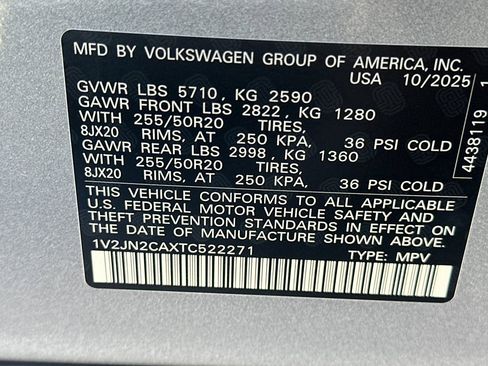 MFD BY VOLKSWAGEN GROUP OF AMERICA, INC.
USA 10/2025
GVWR LBS 5710, KG 2590
GAWR FRONT LBS 2822, KG 1280
WITH 255/50R20 TIRES,
8JX20 RIMS, AT 250 KPA, 36 PSI COLD
GAWR REAR LBS 2998, KG 1360
WITH 255/50R20 TIRES,
8JX20 RIMS, AT 250 KPA, 36 PSI COLD
THIS VEHICLE CONFORMS TO ALL APPLICABLE
U.S. FEDERAL MOTOR VEHICLE SAFETY AND
THEFT PREVENTION STANDARDS IN EFFECT ON
THE DATE OF MANUFACTURE SHOWN ABOVE.
1V2JN2CAXTC522271 TYPE: MPV
4438119 1